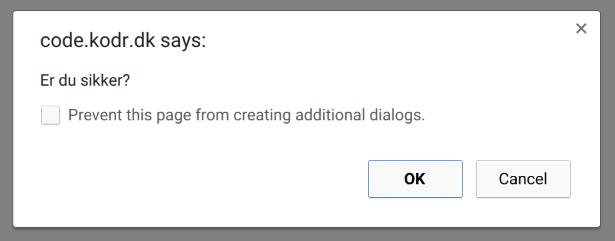 code.kodr.dk says:
Er du sikker?
Prevent this page from creating additional dialogs.
OK
Cancel